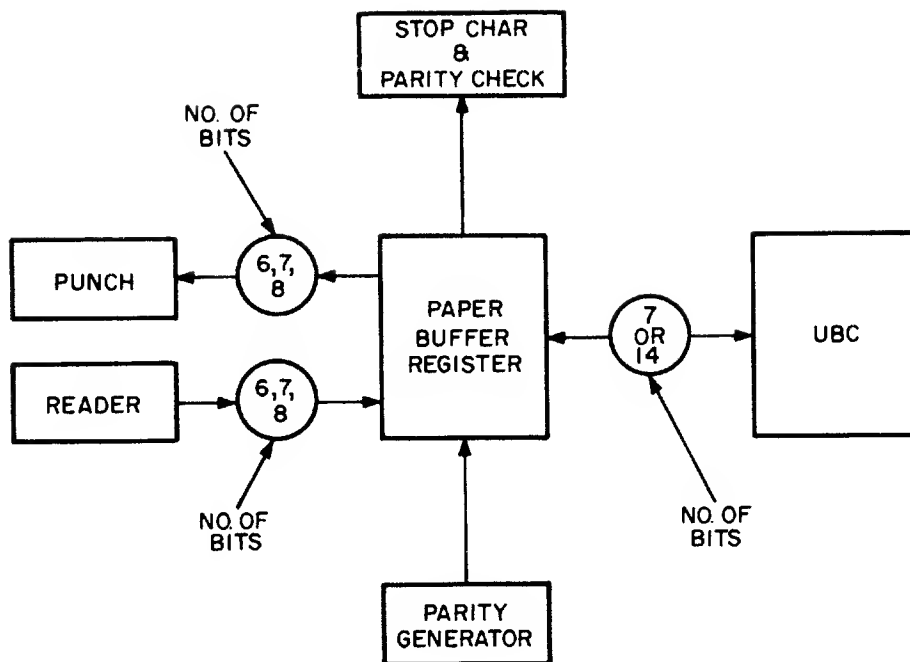 STOP CHAR
&
PARITY CHECK
NO. OF
BITS
PUNCH
6,7,
8
PAPER
BUFFER
REGISTER
7
OR
14
UBC
READER
6,7,
8
NO. OF
BITS
NO. OF
BITS
PARITY
GENERATOR